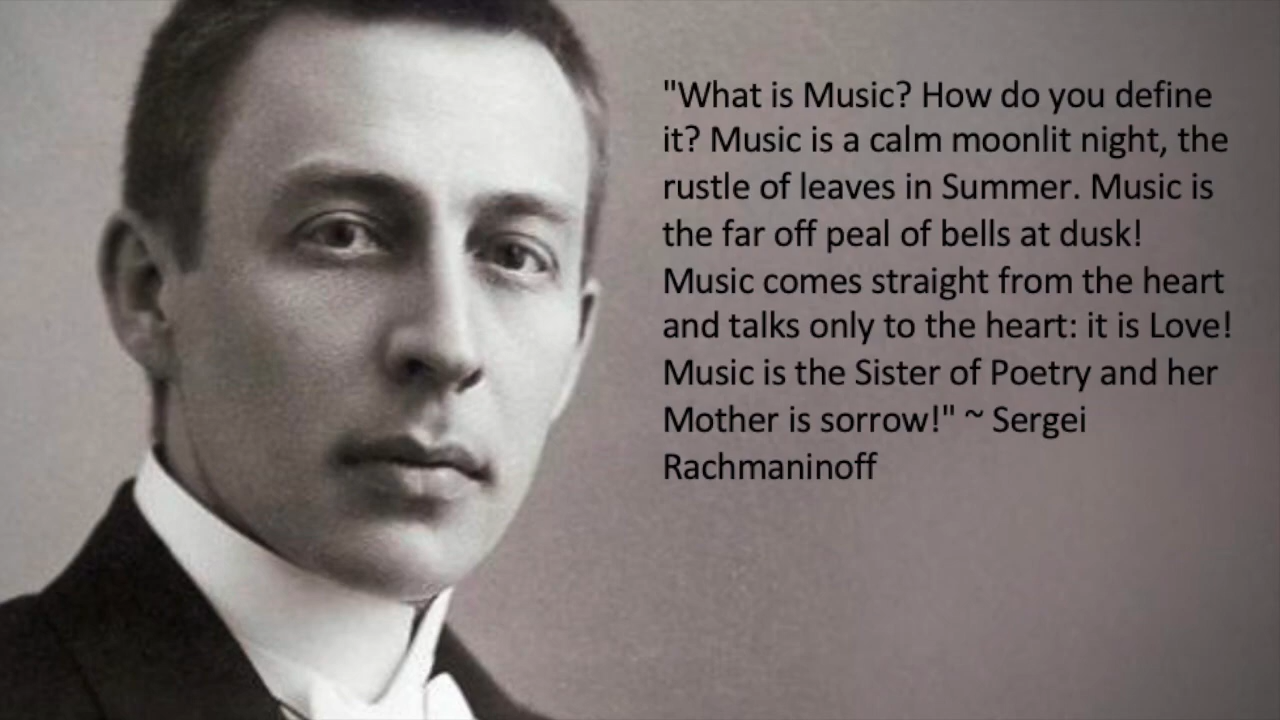 "What is Music? How do you define
it? Music is a calm moonlit night, the
rustle of leaves in Summer. Music is
the far off peal of bells at dusk!
Music comes straight from the heart
and talks only to the heart: it is Love!
Music is the Sister of Poetry and her
Mother is sorrow!" ~ Sergei
Rachmaninoff